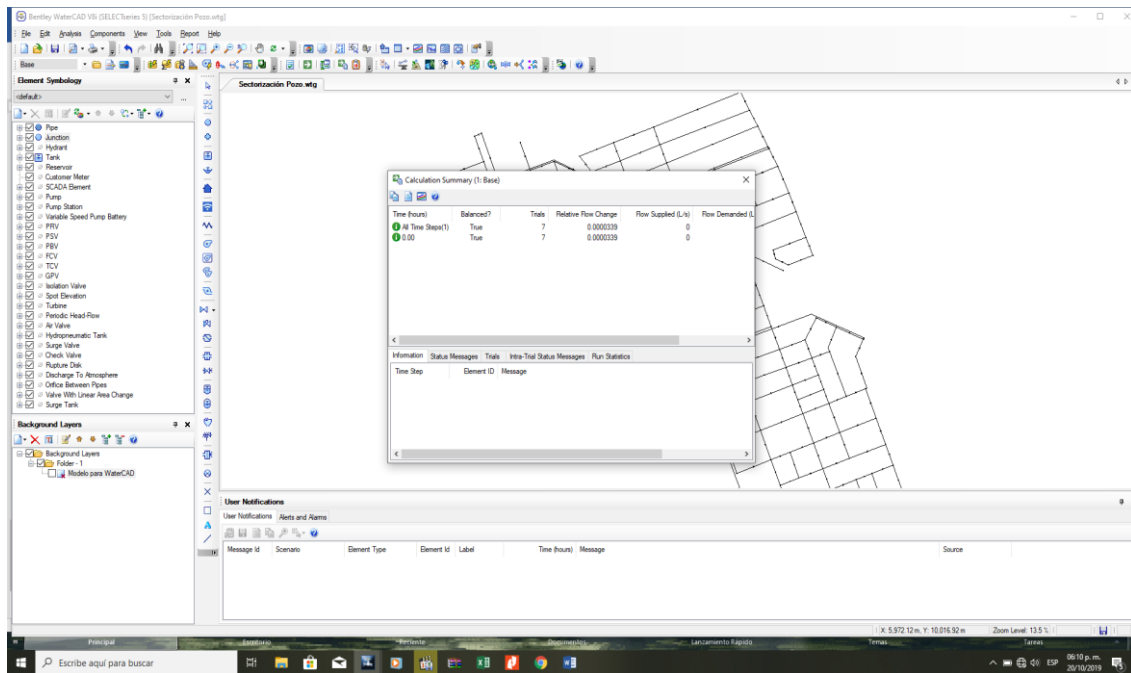 Bentley WaterCAD V8i (SELECTseries 5) [Sectorización Pozo.wtg]
File Edit Analysis Components View Tools Report Help
Base
Element Symbology
<default>
Pipe
Junction
Hydrant
Tank
Reservoir
Customer Meter
SCADA Element
Pump
Pump Station
Variable Speed Pump Battery
PRV
PSV
PBV
FCV
TCV
GPV
Isolation Valve
Spot Elevation
Turbine
Periodic Head-Flow
Air Valve
Hydropneumatic Tank
Surge Valve
Check Valve
Rupture Disk
Discharge To Atmosphere
Orifice Between Pipes
Valve With Linear Area Change
Surge Tank
Background Layers
Background Layers
Folder - 1
Modelo para WaterCAD
Sectorización Pozo.wtg
Calculation Summary (1: Base)
Time (hours) Balanced? Trials Relative Flow Change Flow Supplied (L/s) Flow Demanded (L
All Time Steps(1) True 7 0.0000339 0
0.00 True 7 0.0000339 0
Information Status Messages Trials Intra-Trial Status Messages Run Statistics
Time Step Element ID Message
User Notifications
User Notifications Alerts and Alarms
Message Id Scenario Element Type Element Id Label Time (hours) Message Source
X: 5,972.12 m, Y: 10,016.92 m Zoom Level: 13.5 %
Principal Escritorio Reciente Documentos Lanzamiento Rápido Temas Tareas
Escribe aquí para buscar
ESP
06:10 p. m.
20/10/2019